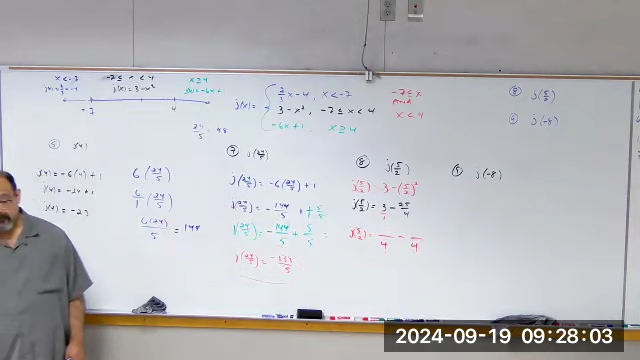 x < -7
-7 ≤ x < 4
x ≥ 4
j(x) = 3 - x²
j(x) = -6x + 1
-7
4
j(x) =
x - 4, x < -7
3 - x², -7 ≤ x < 4
-6x + 1, x ≥ 4
-7 ≤ x
And
x < 4
⑧ j(5/2)
j(-8)
24/5 = 4.8
j(4)
j(4) = -6(4) + 1
j(4) = -24 + 1
j(4) = -23
6(24/5)
6/1 (24/5)
6(24)/5 = 144
⑦ j(24/5)
j(24/5) = -6(24/5) + 1
j(24/5) = -144/5 + 1/1 5/5
j(24/5) = -144/5 + 5/5 =
j(24/5) = -139/5
⑧ j(5/2)
j(5/2) 3 - (5/2)²
j(5/2) = 3/1 - 25/4
j(5/2) = /4 - /4
⑨ j(-8)
2024-09-19 09:28:03